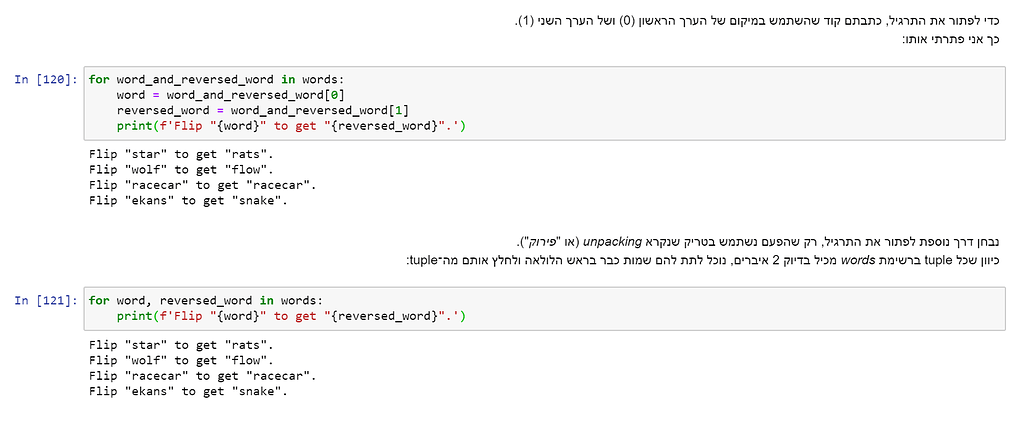 כדי לפתור את התרגיל, כתבתם קוד שהשתמש במיקום של הערך הראשון (0) ושל הערך השני (1).
כך אני פתרתי אותו:
In [120]: for word_and_reversed_word in words:
    word = word_and_reversed_word[0]
    reversed_word = word_and_reversed_word[1]
    print(f'Flip "{word}" to get "{reversed_word}".')
Flip "star" to get "rats".
Flip "wolf" to get "flow".
Flip "racecar" to get "racecar".
Flip "ekans" to get "snake".
נבחן דרך נוספת לפתור את התרגיל, רק שהפעם נשתמש בטריק שנקרא unpacking (או "פירוק").
כיוון שכל tuple ברשימת words מכיל בדיוק 2 איברים, נוכל לתת להם שמות כבר בראש הלולאה ולחלץ אותם מה־tuple:
In [121]: for word, reversed_word in words:
    print(f'Flip "{word}" to get "{reversed_word}".')
Flip "star" to get "rats".
Flip "wolf" to get "flow".
Flip "racecar" to get "racecar".
Flip "ekans" to get "snake".